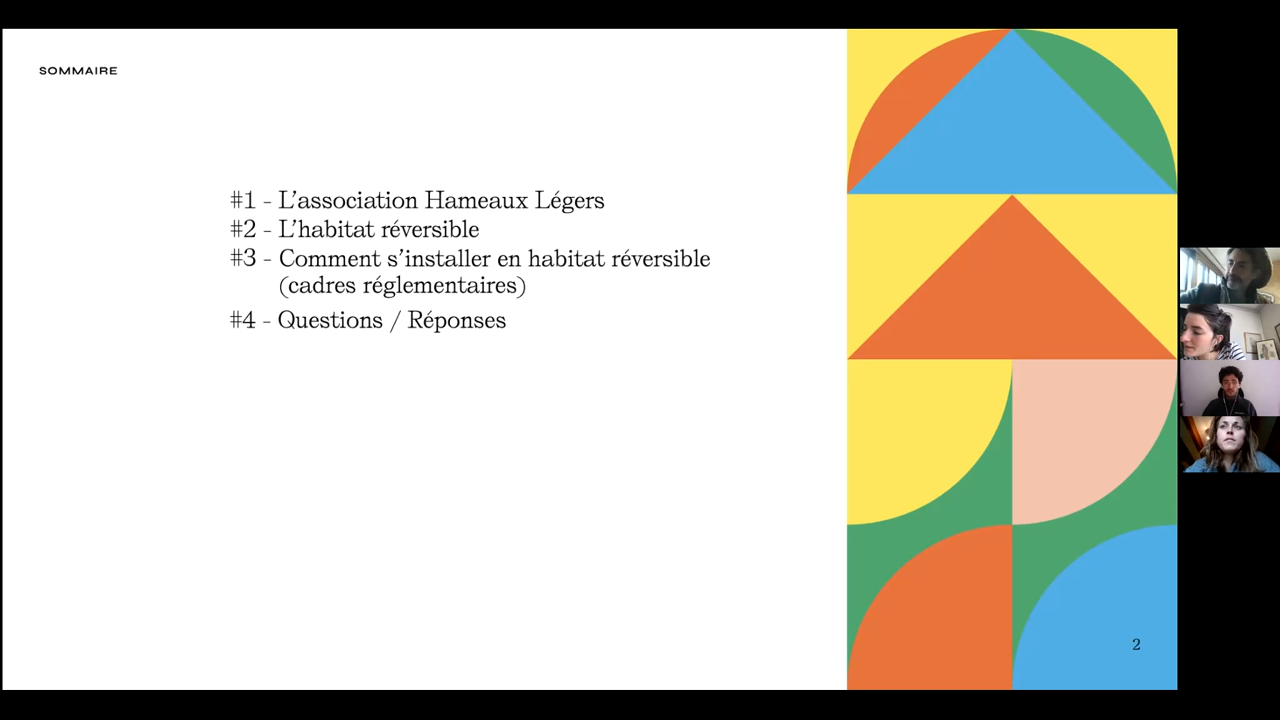 SOMMAIRE
#1 - L’association Hameaux Légers
#2 - L’habitat réversible
#3 - Comment s’installer en habitat réversible
(cadres réglementaires)
#4 - Questions / Réponses
2